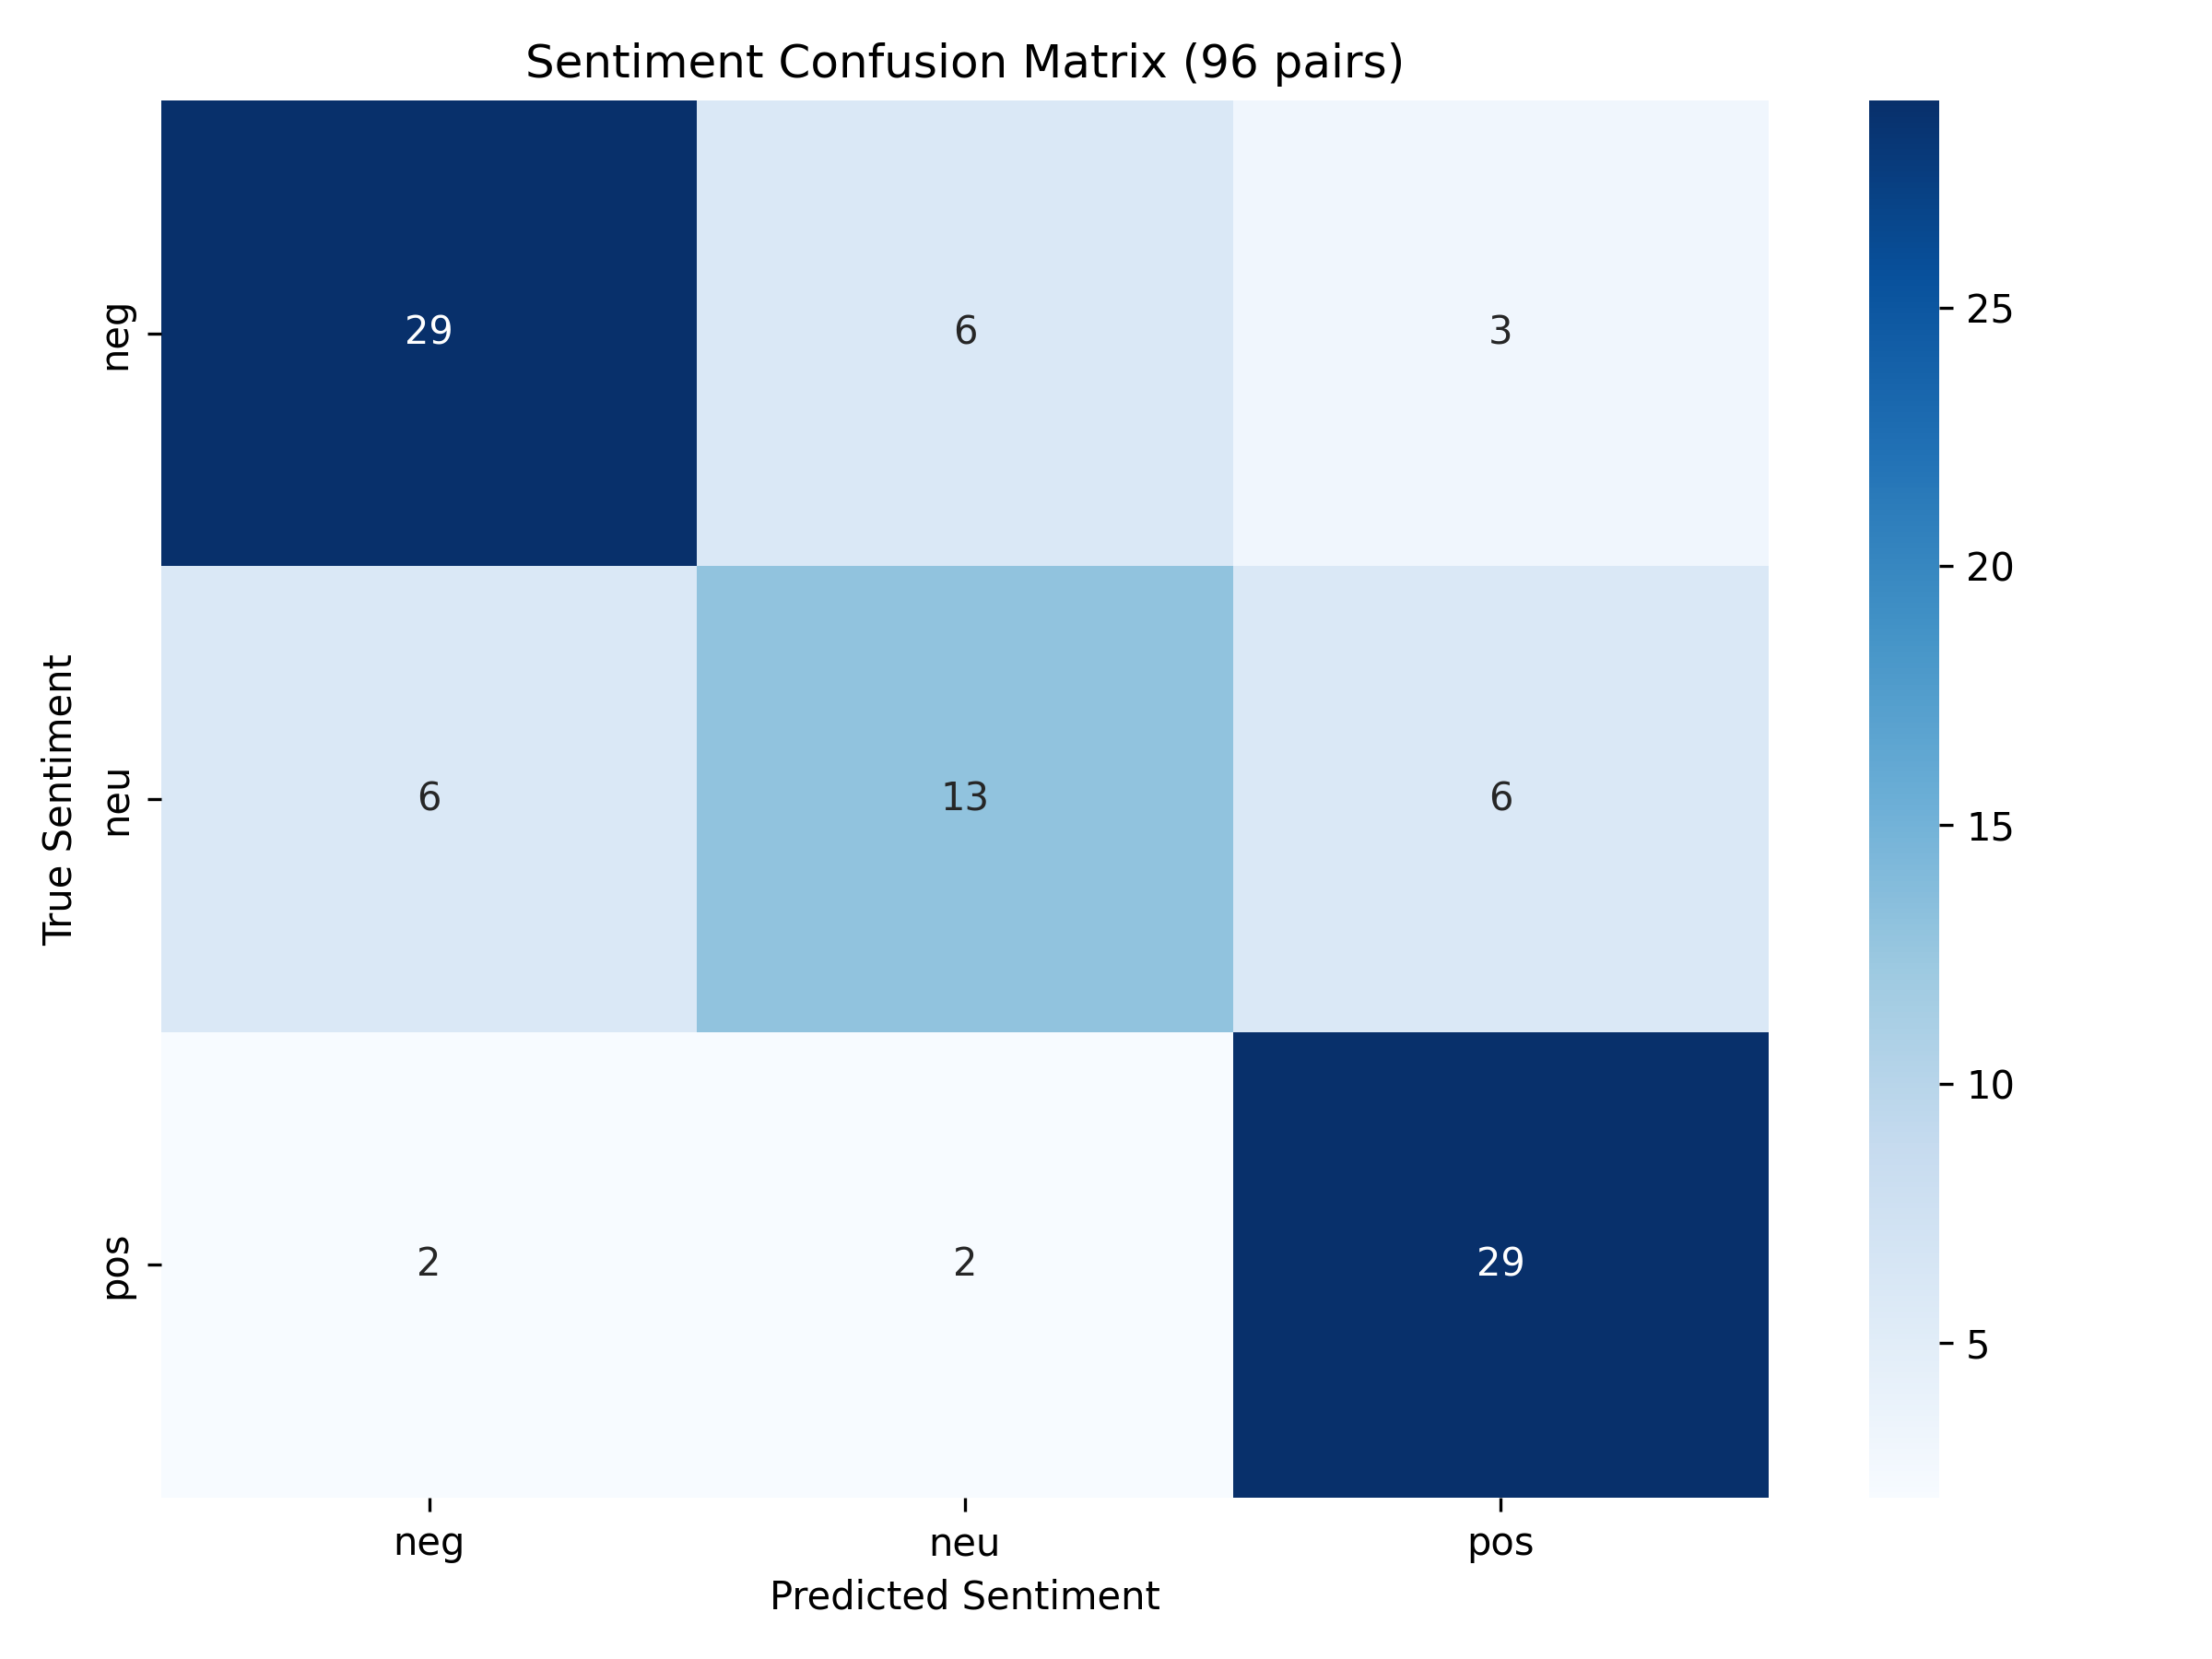 Sentiment Confusion Matrix (96 pairs)
True Sentiment
neg
29
6
3
neu
6
13
6
pos
2
2
29
neg
neu
pos
Predicted Sentiment
25
20
15
10
5